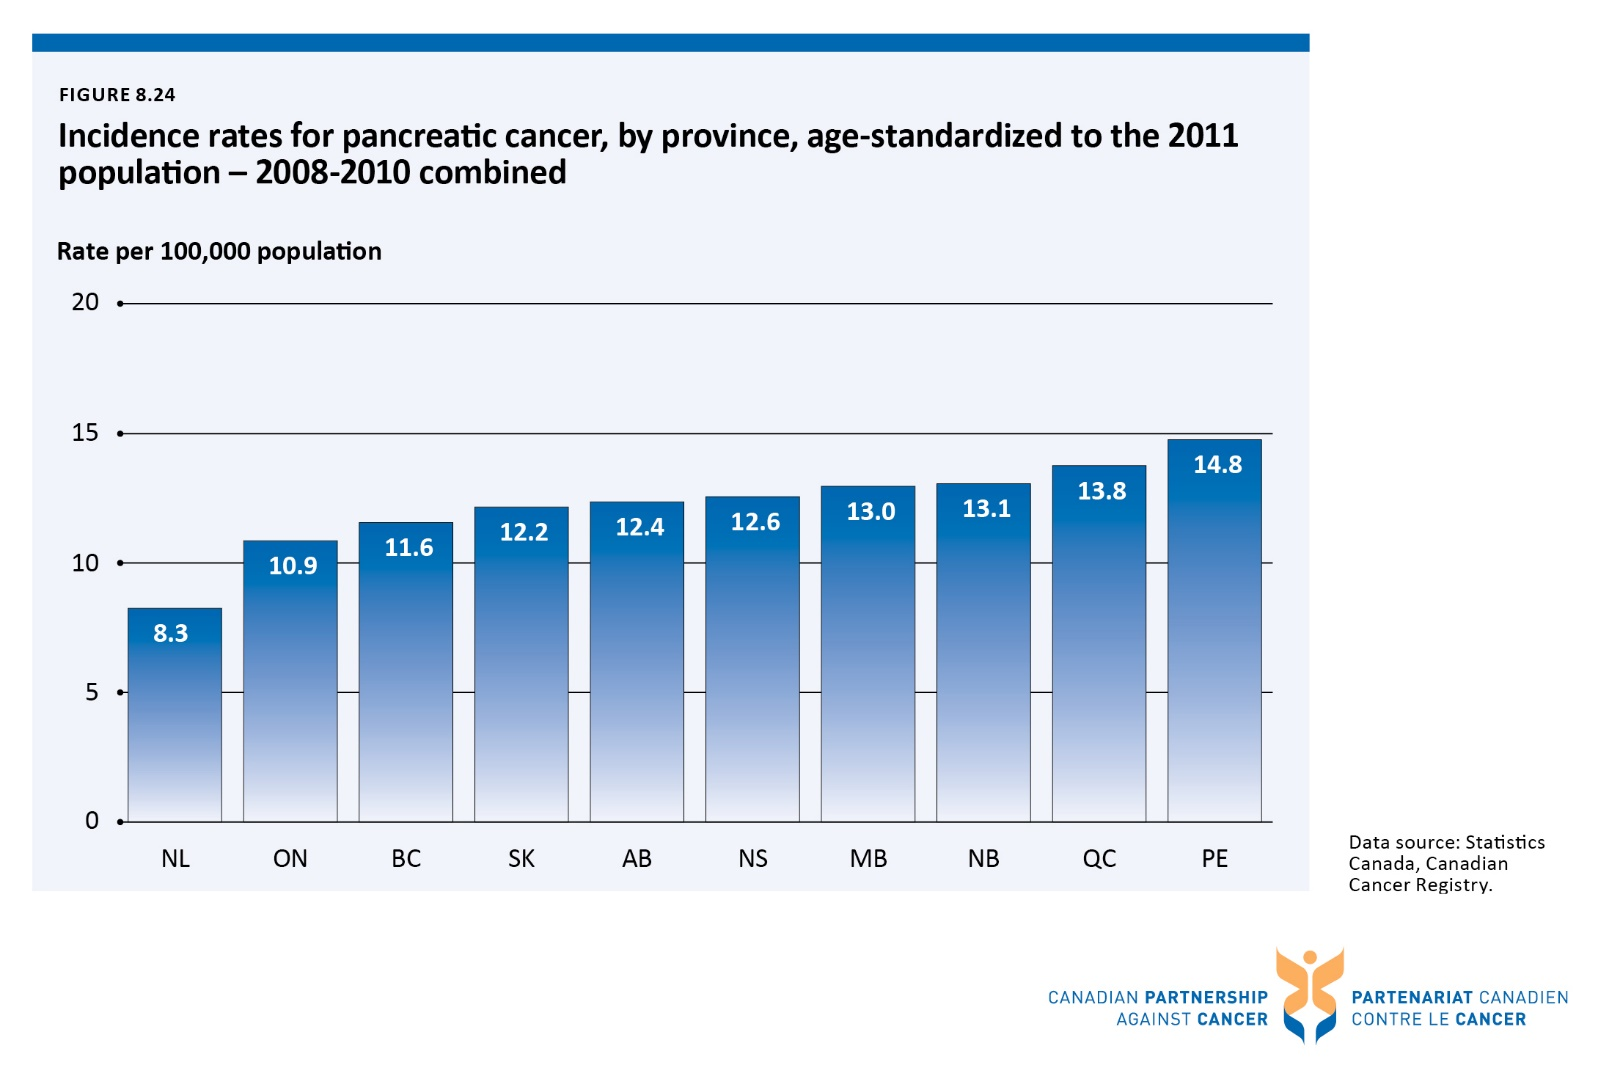 FIGURE 8.24
Incidence rates for pancreatic cancer, by province, age-standardized to the 2011
population – 2008-2010 combined
Rate per 100,000 population
20
15
10
5
0
8.3
10.9
11.6
12.2
12.4
12.6
13.0
13.1
13.8
14.8
NL
ON
BC
SK
AB
NS
MB
NB
QC
PE
Data source: Statistics
Canada, Canadian
Cancer Registry.
CANADIAN PARTNERSHIP
AGAINST CANCER
PARTENARIAT CANADIEN
CONTRE LE CANCER